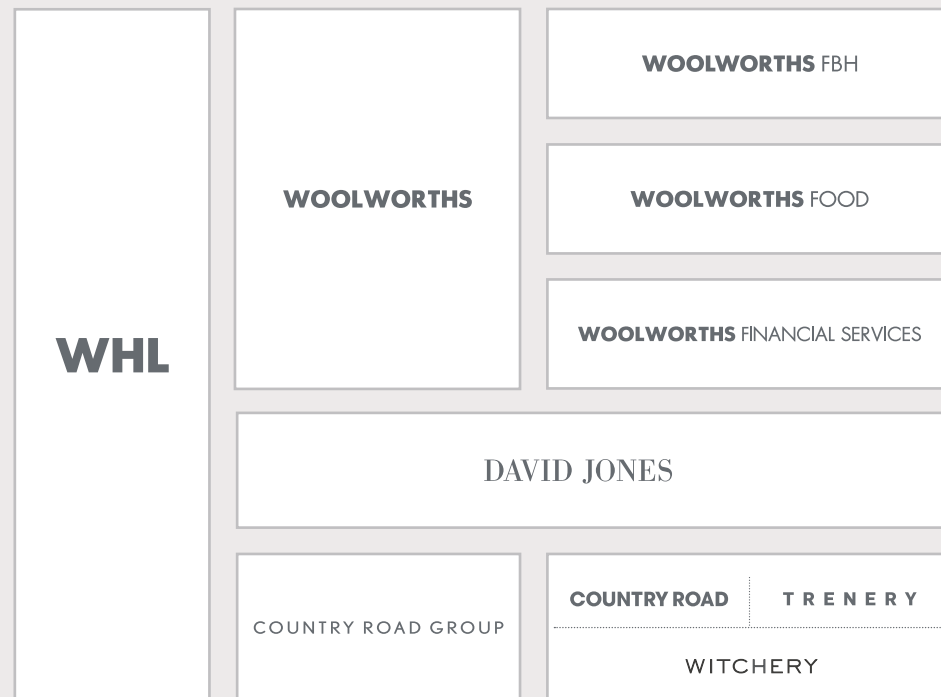 WHL
WOOLWORTHS
WOOLWORTHS FBH
WOOLWORTHS FOOD
WOOLWORTHS FINANCIAL SERVICES
DAVID JONES
COUNTRY ROAD GROUP
COUNTRY ROAD
TRENERY
WITCHERY